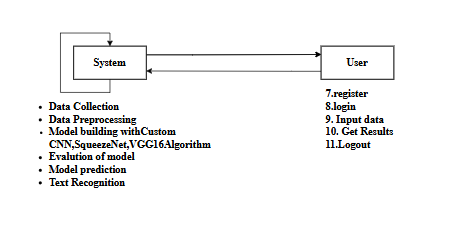 System
User
• Data Collection
• Data Preprocessing
• Model building withCustom
CNN,SqueezeNet,VGG16Algorithm
• Evalution of model
• Model prediction
• Text Recognition
7.register
8.login
9. Input data
10. Get Results
11.Logout